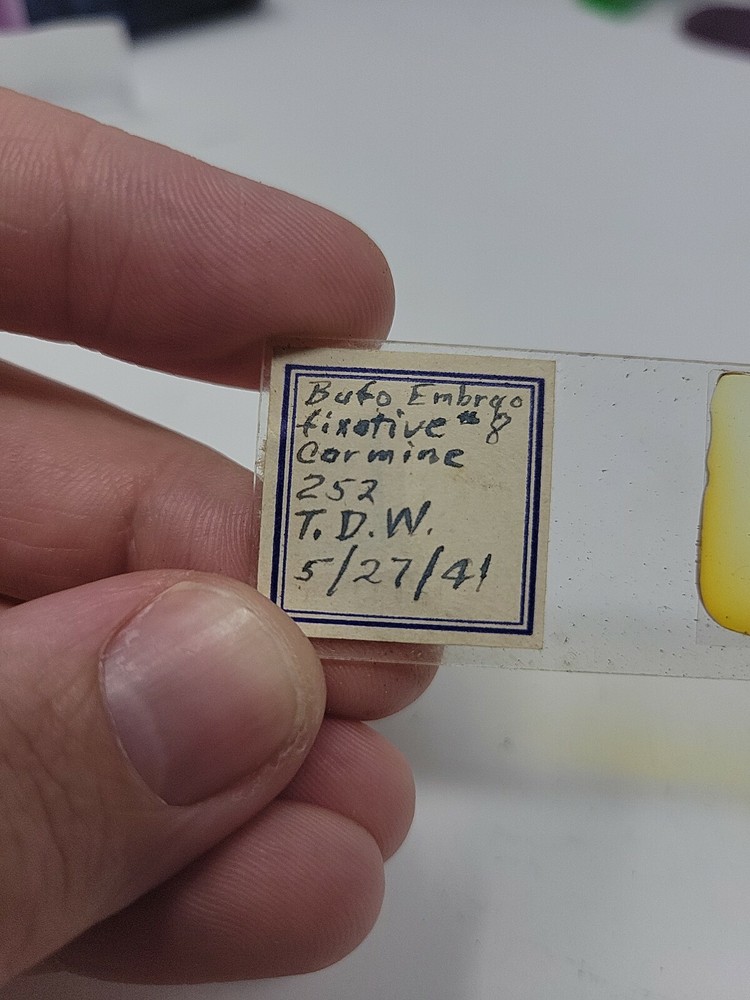 Bufo Embryo
fixative #8
Carmine
252
T.D.W.
5/27/41